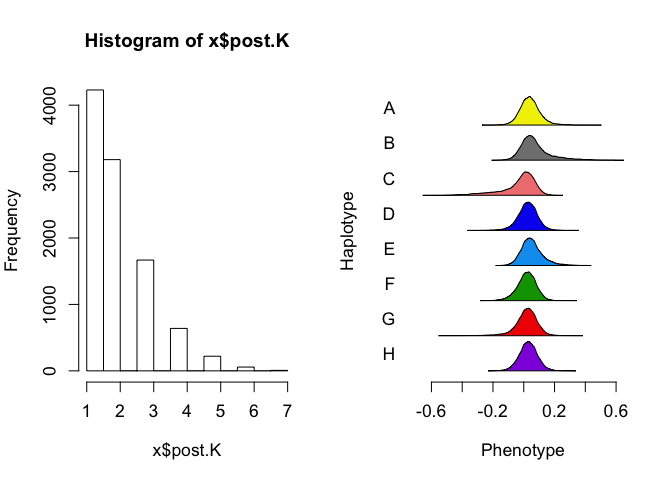 Histogram of x$post.K
Frequency
0
1000
2000
3000
4000
1 2 3 4 5 6 7
x$post.K
Haplotype
A
B
C
D
E
F
G
H
-0.6 -0.2 0.2 0.6
Phenotype